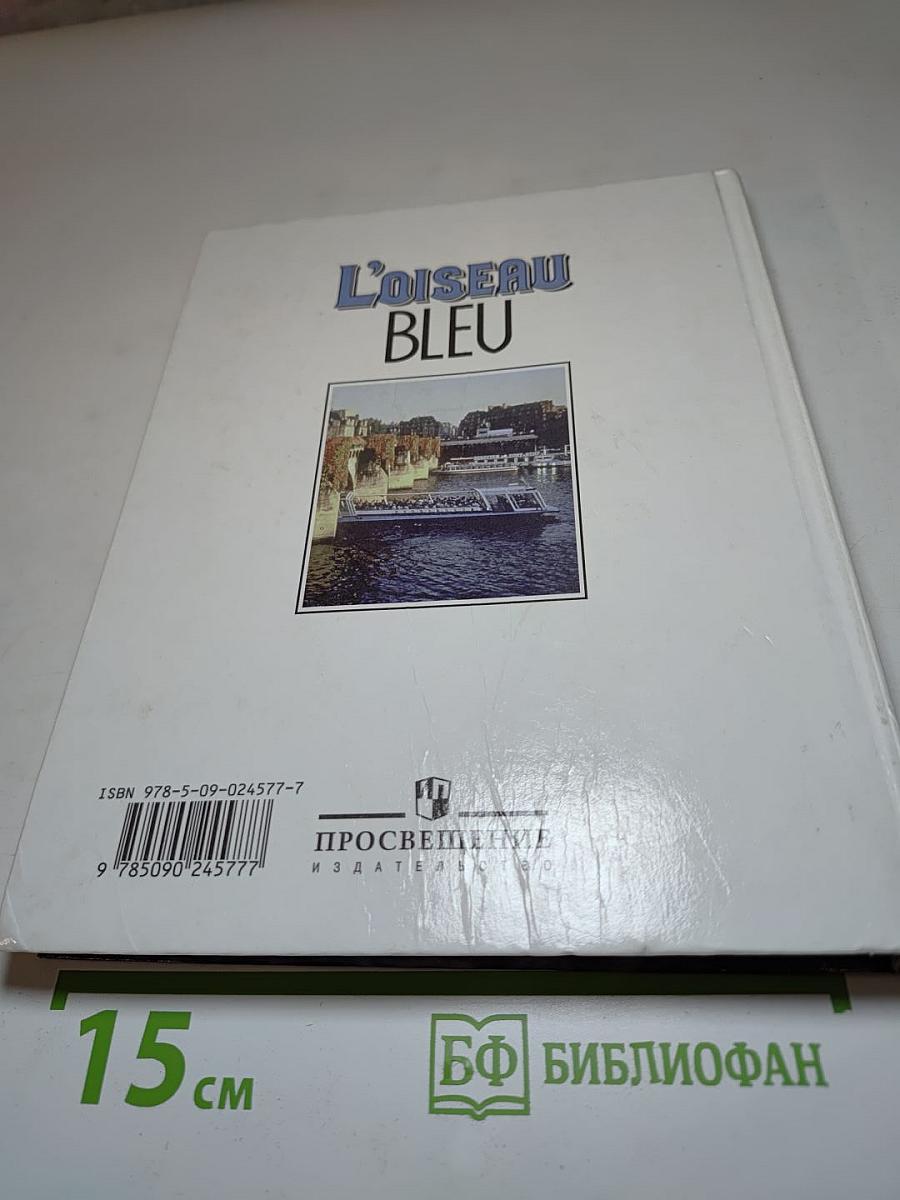 L'OISEAU
BLEU
ISBN 978-5-09-024577-7
9 785090 245777
ПРОСВЕЩЕНИЕ
ИЗДАТЕЛЬСТВО
15 см
БФ БИБЛИОФАН